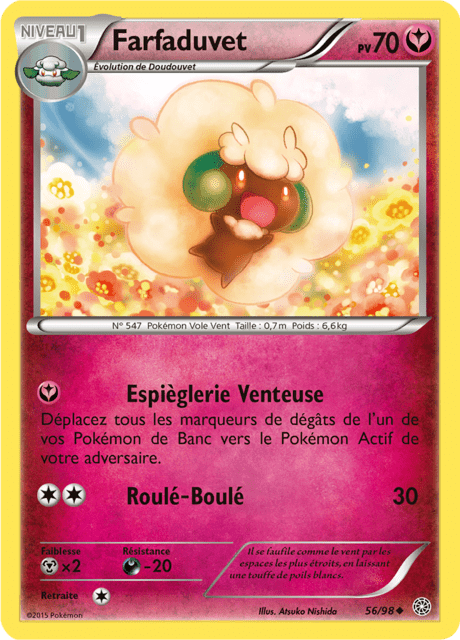 NIVEAU 1
Farfaduvet
PV 70
Évolution de Doudouvet
N° 547 Pokémon Vole Vent Taille : 0,7m Poids : 6,6kg
Espièglerie Venteuse
Déplacez tous les marqueurs de dégâts de l'un de
vos Pokémon de Banc vers le Pokémon Actif de
votre adversaire.
Roulé-Boulé 30
Faiblesse
×2
Résistance
-20
Retraite
Il se faufile comme le vent par les
espaces les plus étroits, en laissant
une touffe de poils blancs.
©2015 Pokémon
Illus. Atsuko Nishida
56/98